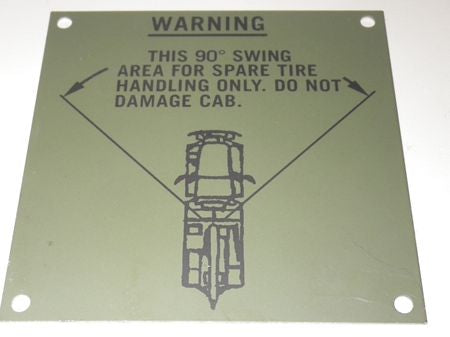 WARNING
THIS 90° SWING
AREA FOR SPARE TIRE
HANDLING ONLY. DO NOT
DAMAGE CAB.